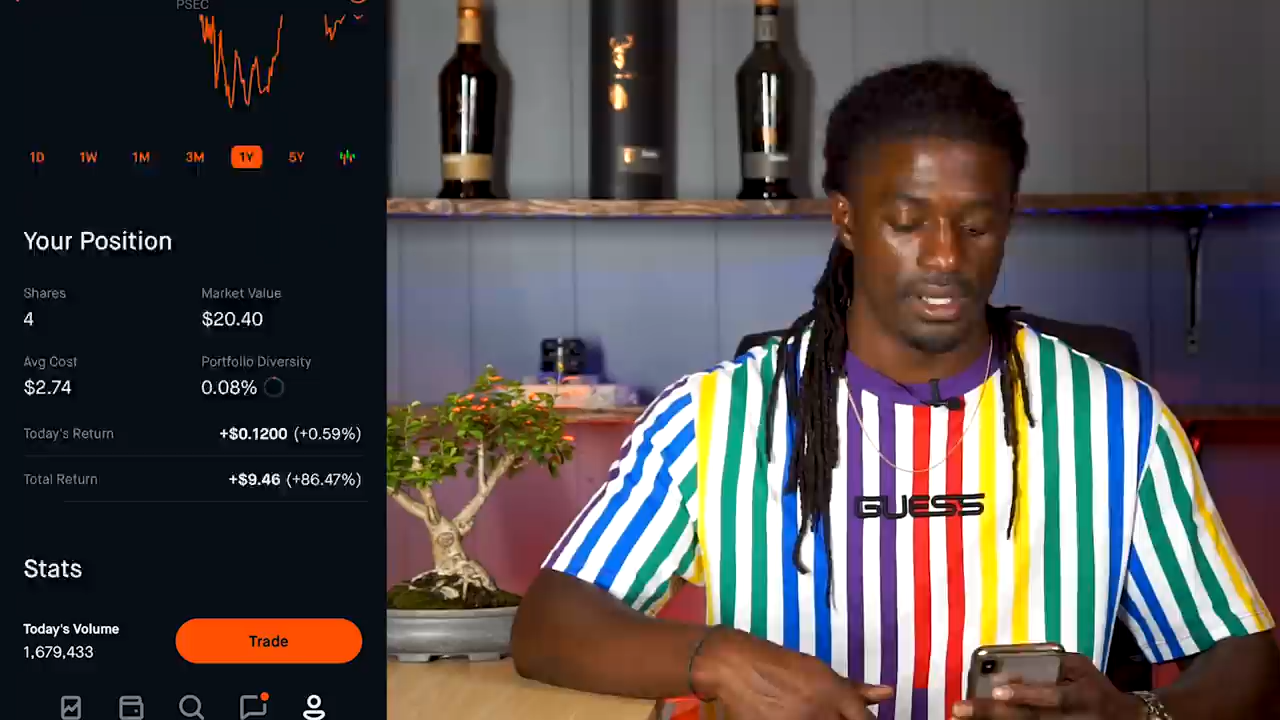 PSEC
1D 1W 1M 3M 1Y 5Y
Your Position
Shares Market Value
4 $20.40
Avg Cost Portfolio Diversity
$2.74 0.08%
Today's Return +$0.1200 (+0.59%)
Total Return +$9.46 (+86.47%)
Stats
Today's Volume
1,679,433
Trade
GUESS